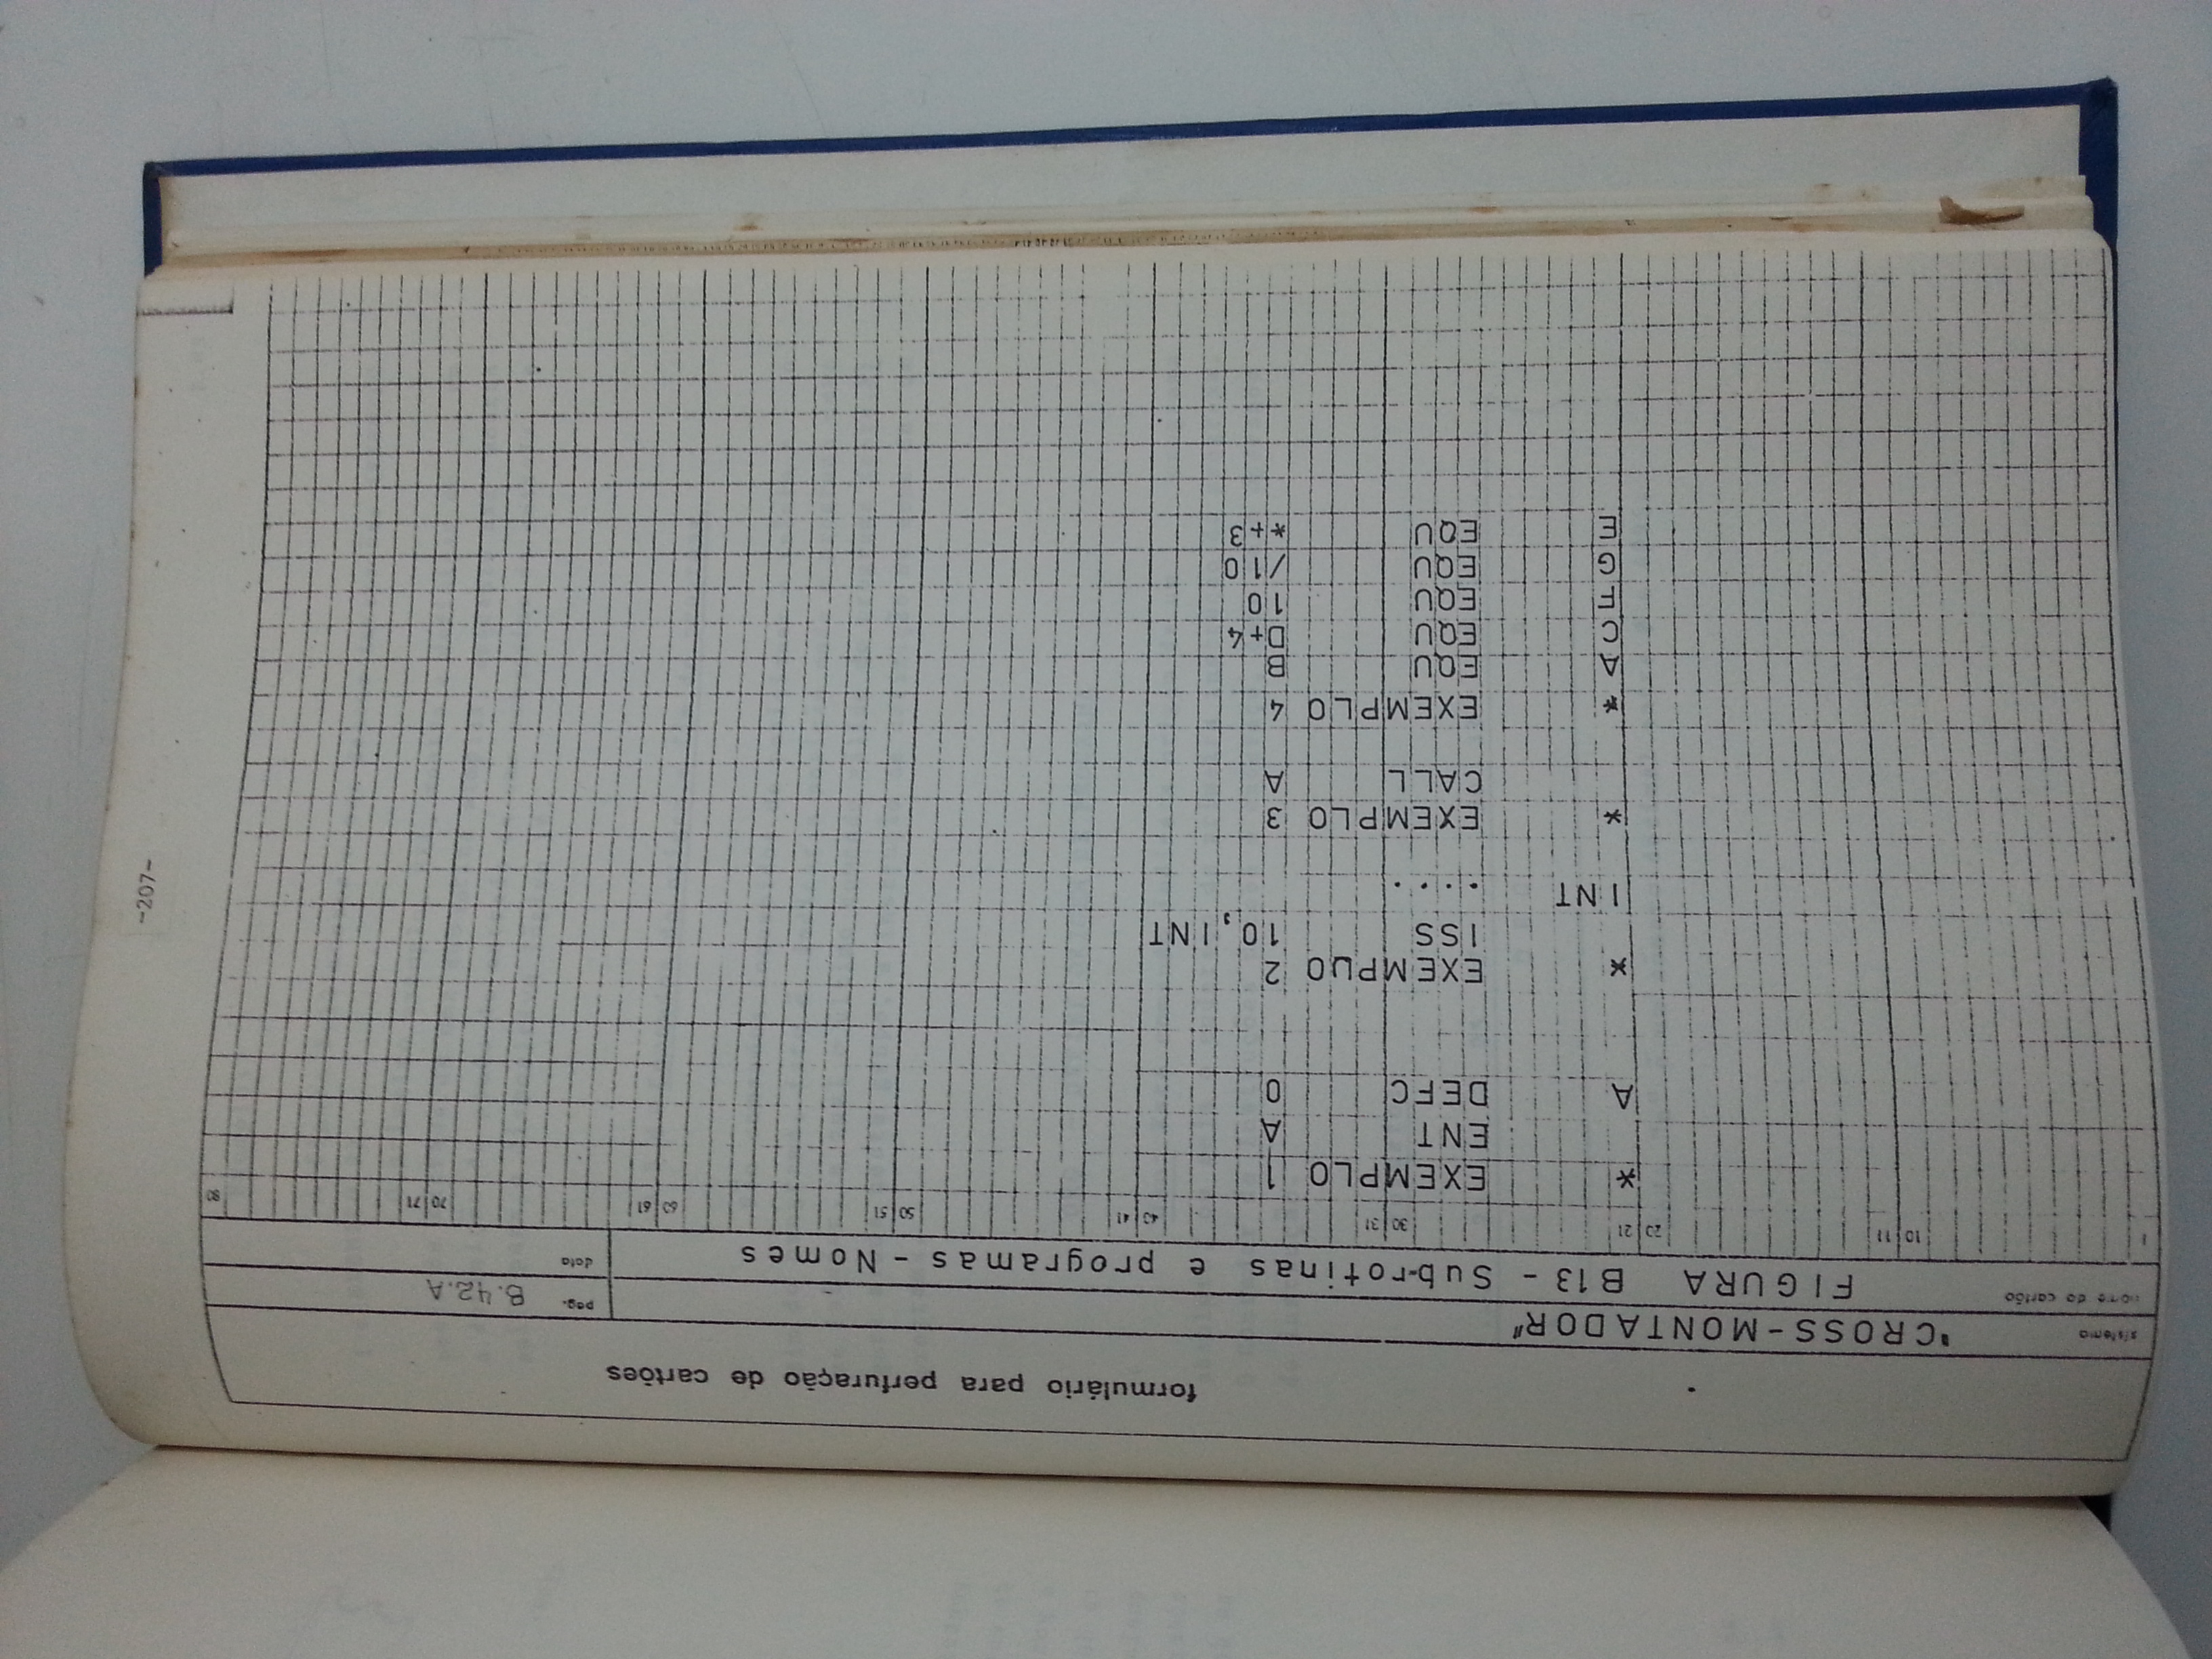 -207-
formulário para perfuração de cartões
sistema "CROSS-MONTADOR"
pag. B.42.A
nome do cartão FIGURA B13 - Sub-rotinas e programas - Nomes
data
1 10 11 20 21 30 31 40 41 50 51 60 61 70 71 80
* EXEMPLO 1
ENT A
A DEFC 0
* EXEMPLO 2
ISS 10,INT
INT .....
* EXEMPLO 3
CALL A
* EXEMPLO 4
A EQU B
C EQU D+4
F EQU 10
G EQU /10
E EQU *+3